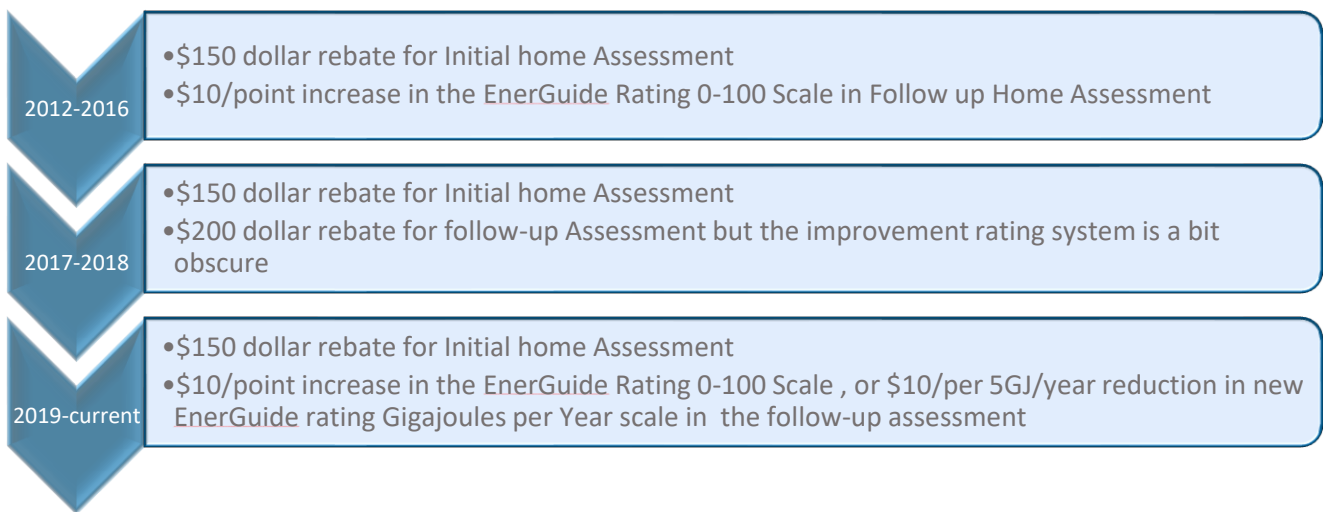 2012-2016
•$150 dollar rebate for Initial home Assessment
•$10/point increase in the EnerGuide Rating 0-100 Scale in Follow up Home Assessment
2017-2018
•$150 dollar rebate for Initial home Assessment
•$200 dollar rebate for follow-up Assessment but the improvement rating system is a bit
obscure
2019-current
•$150 dollar rebate for Initial home Assessment
•$10/point increase in the EnerGuide Rating 0-100 Scale , or $10/per 5GJ/year reduction in new
EnerGuide rating Gigajoules per Year scale in the follow-up assessment